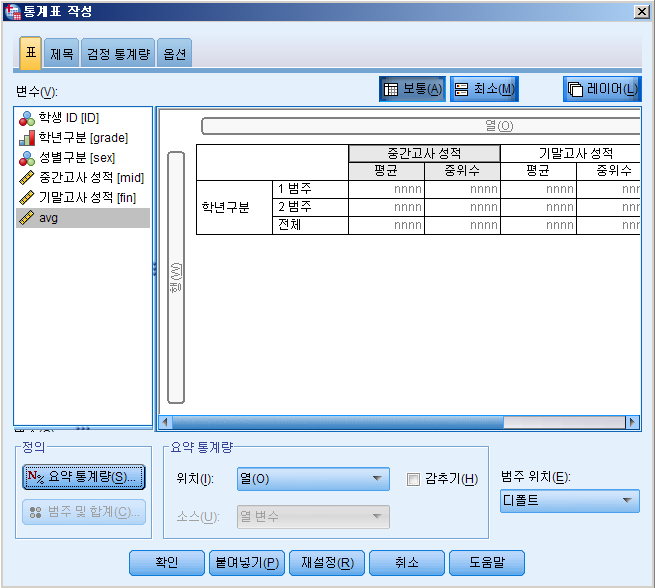 통계표 작성
표 제목 검정 통계량 옵션
변수(V):
보통(A) 최소(M) 레이어(L)
학생 ID [ID]
학년구분 [grade]
성별구분 [sex]
중간고사 성적 [mid]
기말고사 성적 [fin]
avg
열(O)
행(W)
중간고사 성적 기말고사 성적
평균 중위수 평균 중위수
학년구분
1 범주 nnnn nnnn nnnn nnn
2 범주 nnnn nnnn nnnn nnn
전체 nnnn nnnn nnnn nnn
정의
N% 요약 통계량(S)...
범주 및 합계(C)...
요약 통계량
위치(I): 열(O) 감추기(H)
소스(U): 열 변수
범주 위치(E):
디폴트
확인 붙여넣기(P) 재설정(R) 취소 도움말